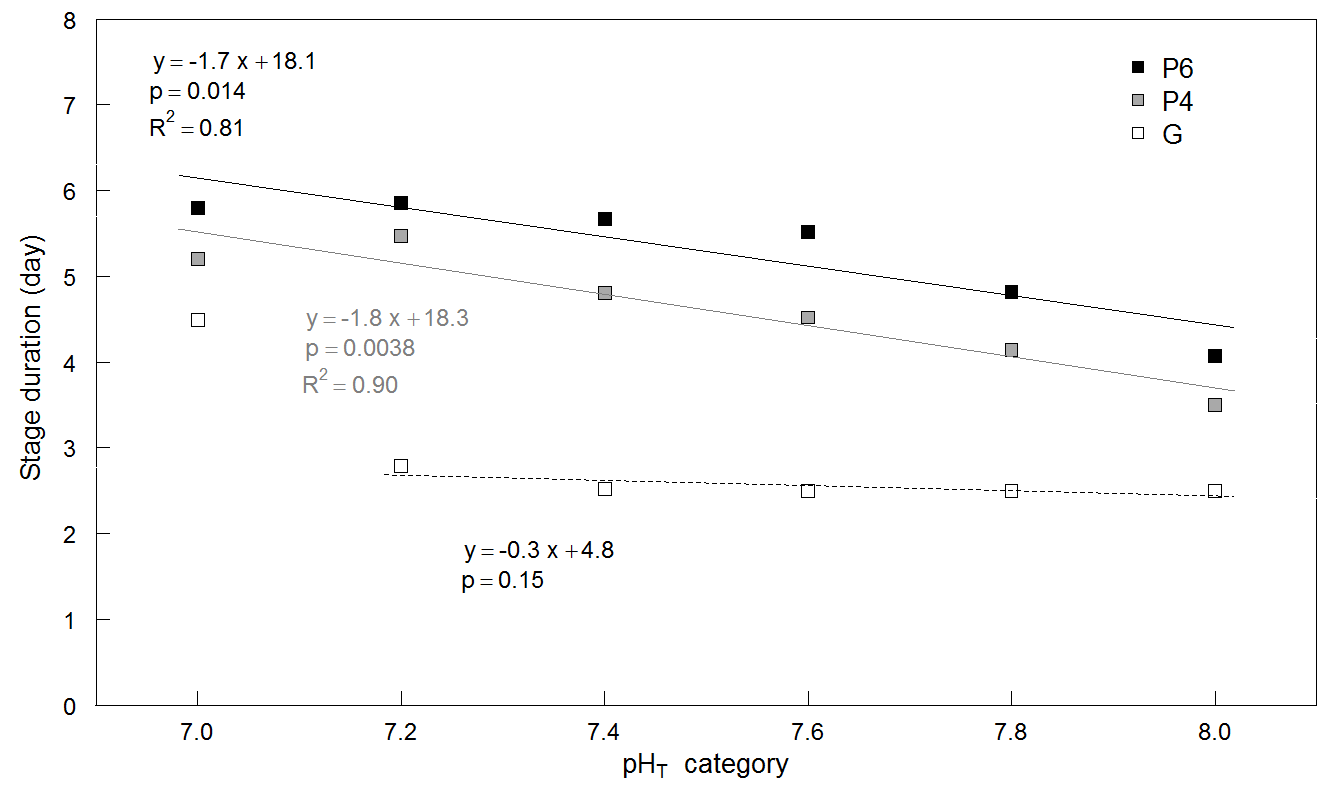 8
7
6
5
4
3
2
1
0
Stage duration (day)
y = -1.7 x + 18.1
p = 0.014
R² = 0.81
P6
P4
G
y = -1.8 x + 18.3
p = 0.0038
R² = 0.90
y = -0.3 x + 4.8
p = 0.15
7.0 7.2 7.4 7.6 7.8 8.0
pHT category